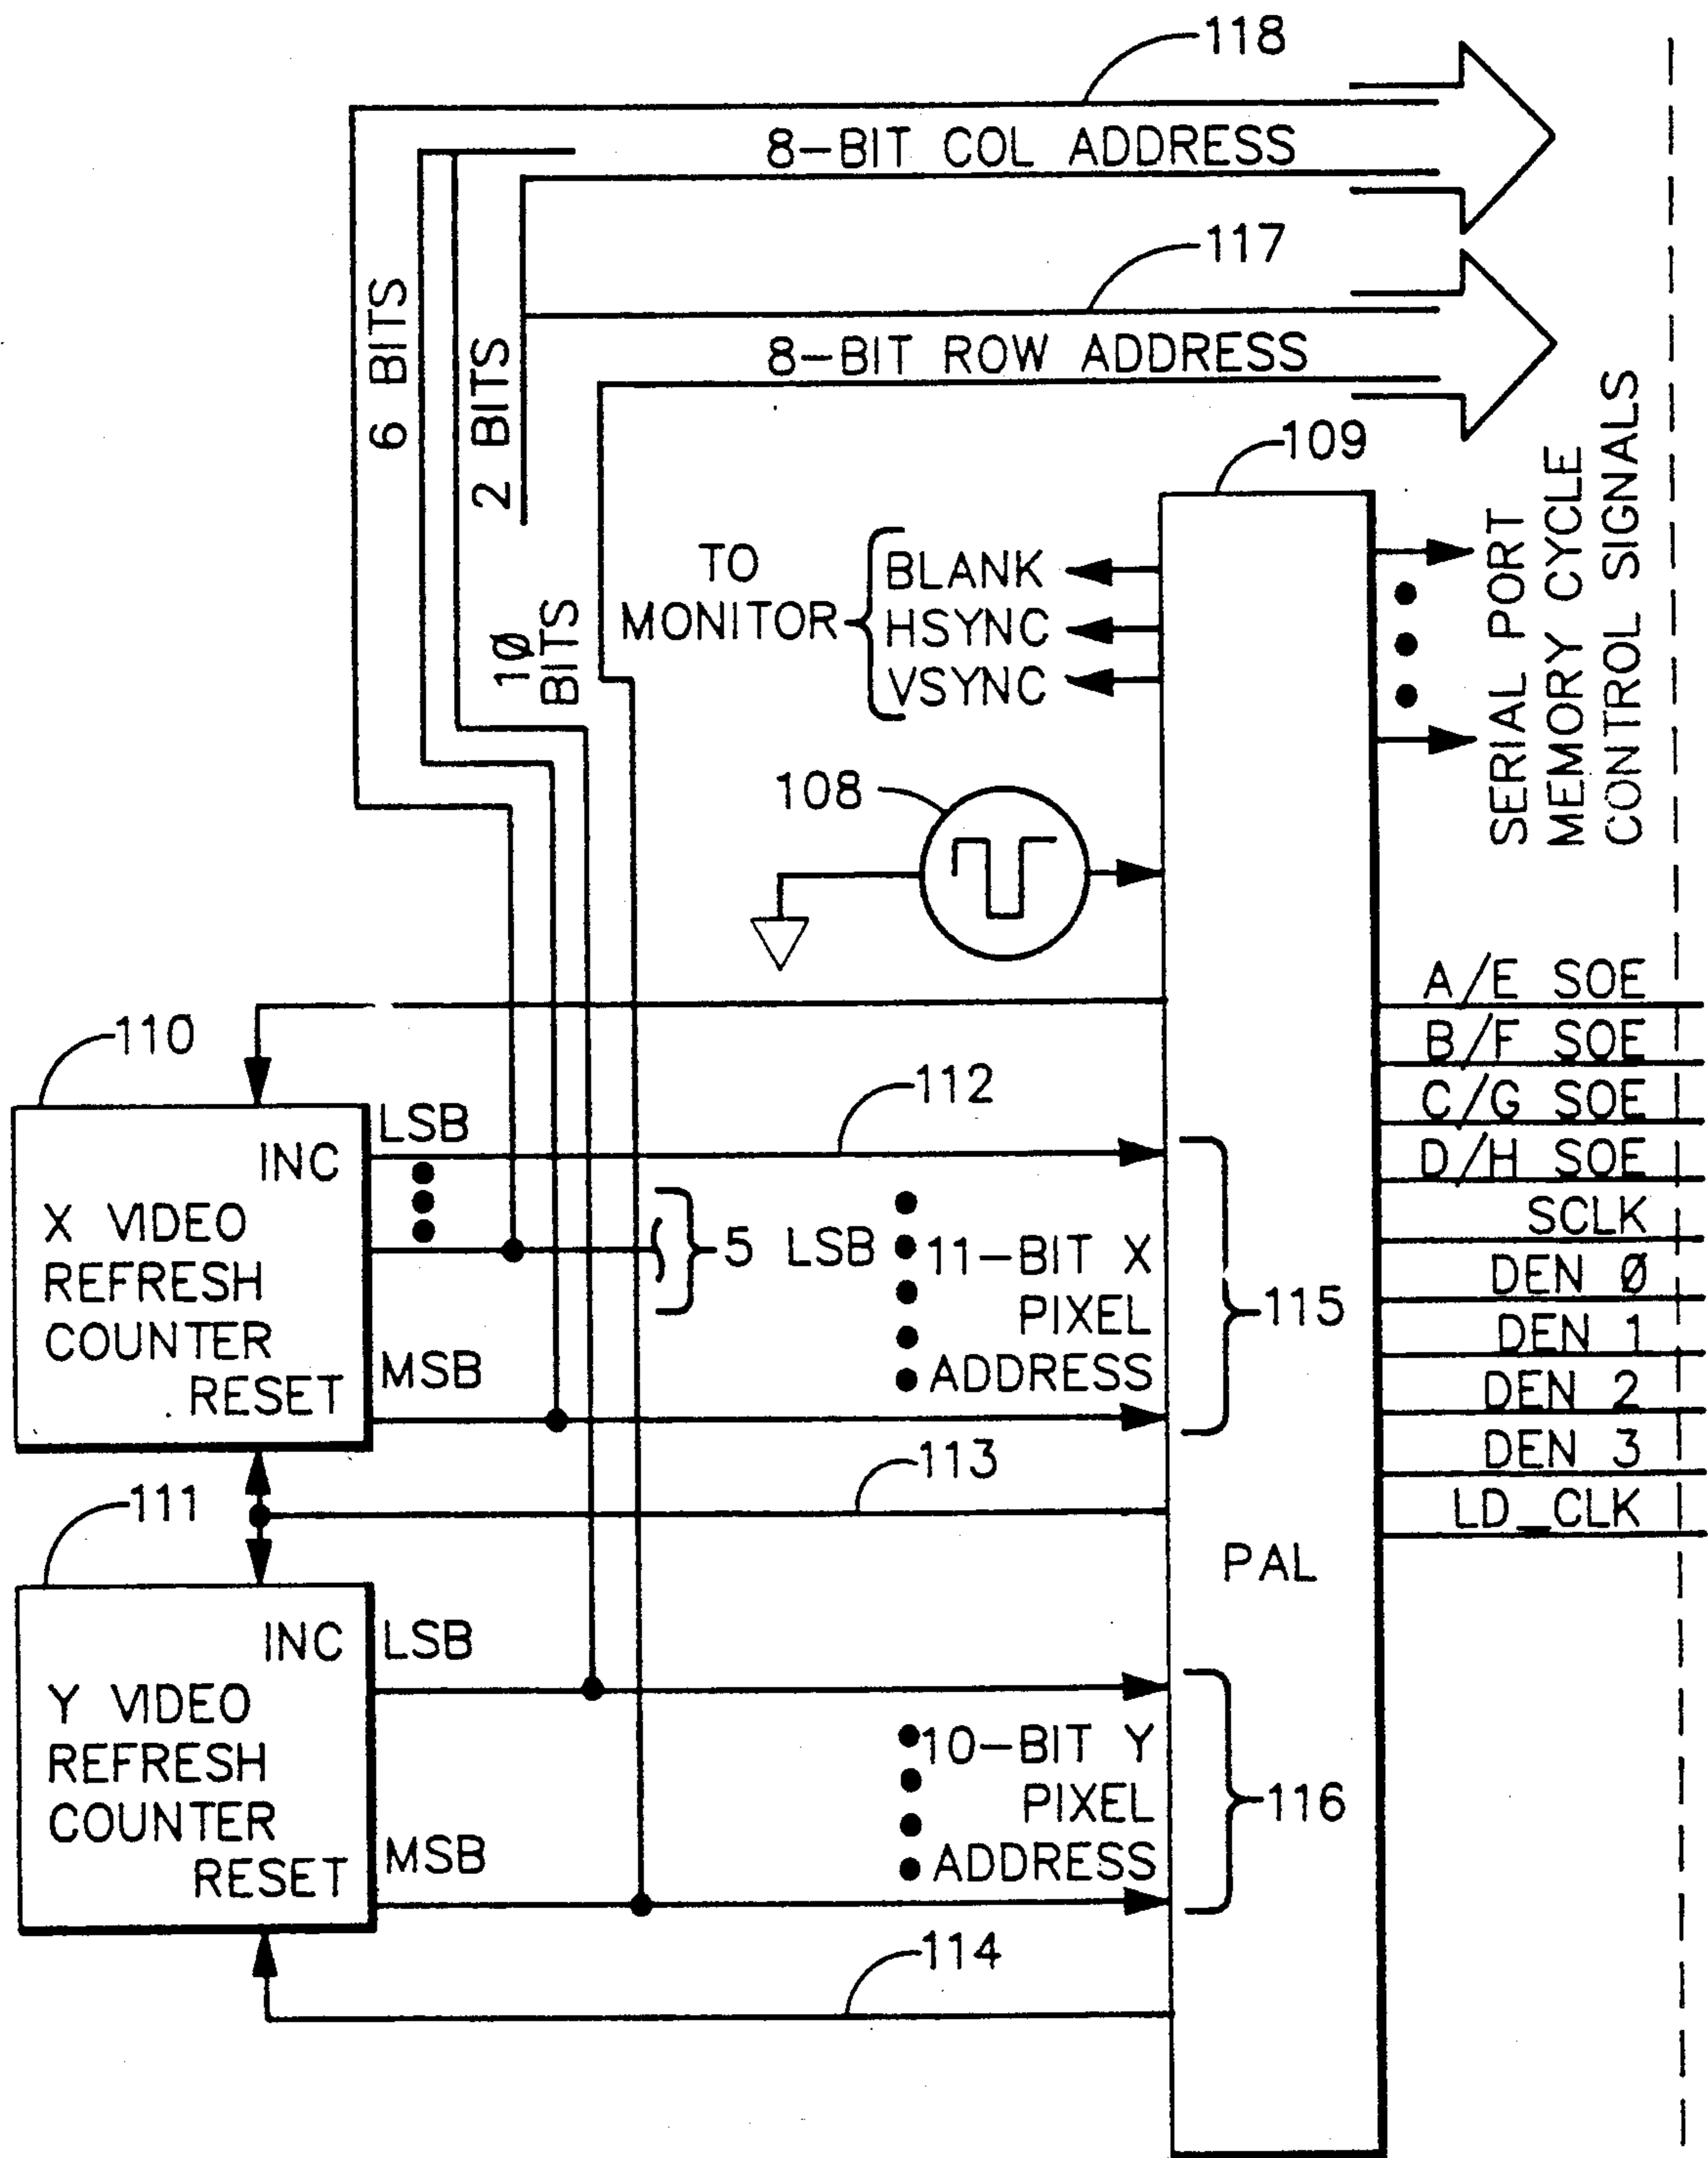 118
8-BIT COL ADDRESS
117
8-BIT ROW ADDRESS
6 BITS
2 BITS
1Ø
BITS
109
TO
MONITOR
BLANK
HSYNC
VSYNC
SERIAL PORT
MEMORY CYCLE
CONTROL SIGNALS
108
A/E SOE
B/F SOE
C/G SOE
D/H SOE
SCLK
DEN Ø
DEN 1
DEN 2
DEN 3
LD_CLK
110
INC
X VIDEO
REFRESH
COUNTER
RESET
LSB
MSB
112
5 LSB
11-BIT X
PIXEL
ADDRESS
115
113
PAL
111
INC
Y VIDEO
REFRESH
COUNTER
RESET
LSB
MSB
10-BIT Y
PIXEL
ADDRESS
116
114